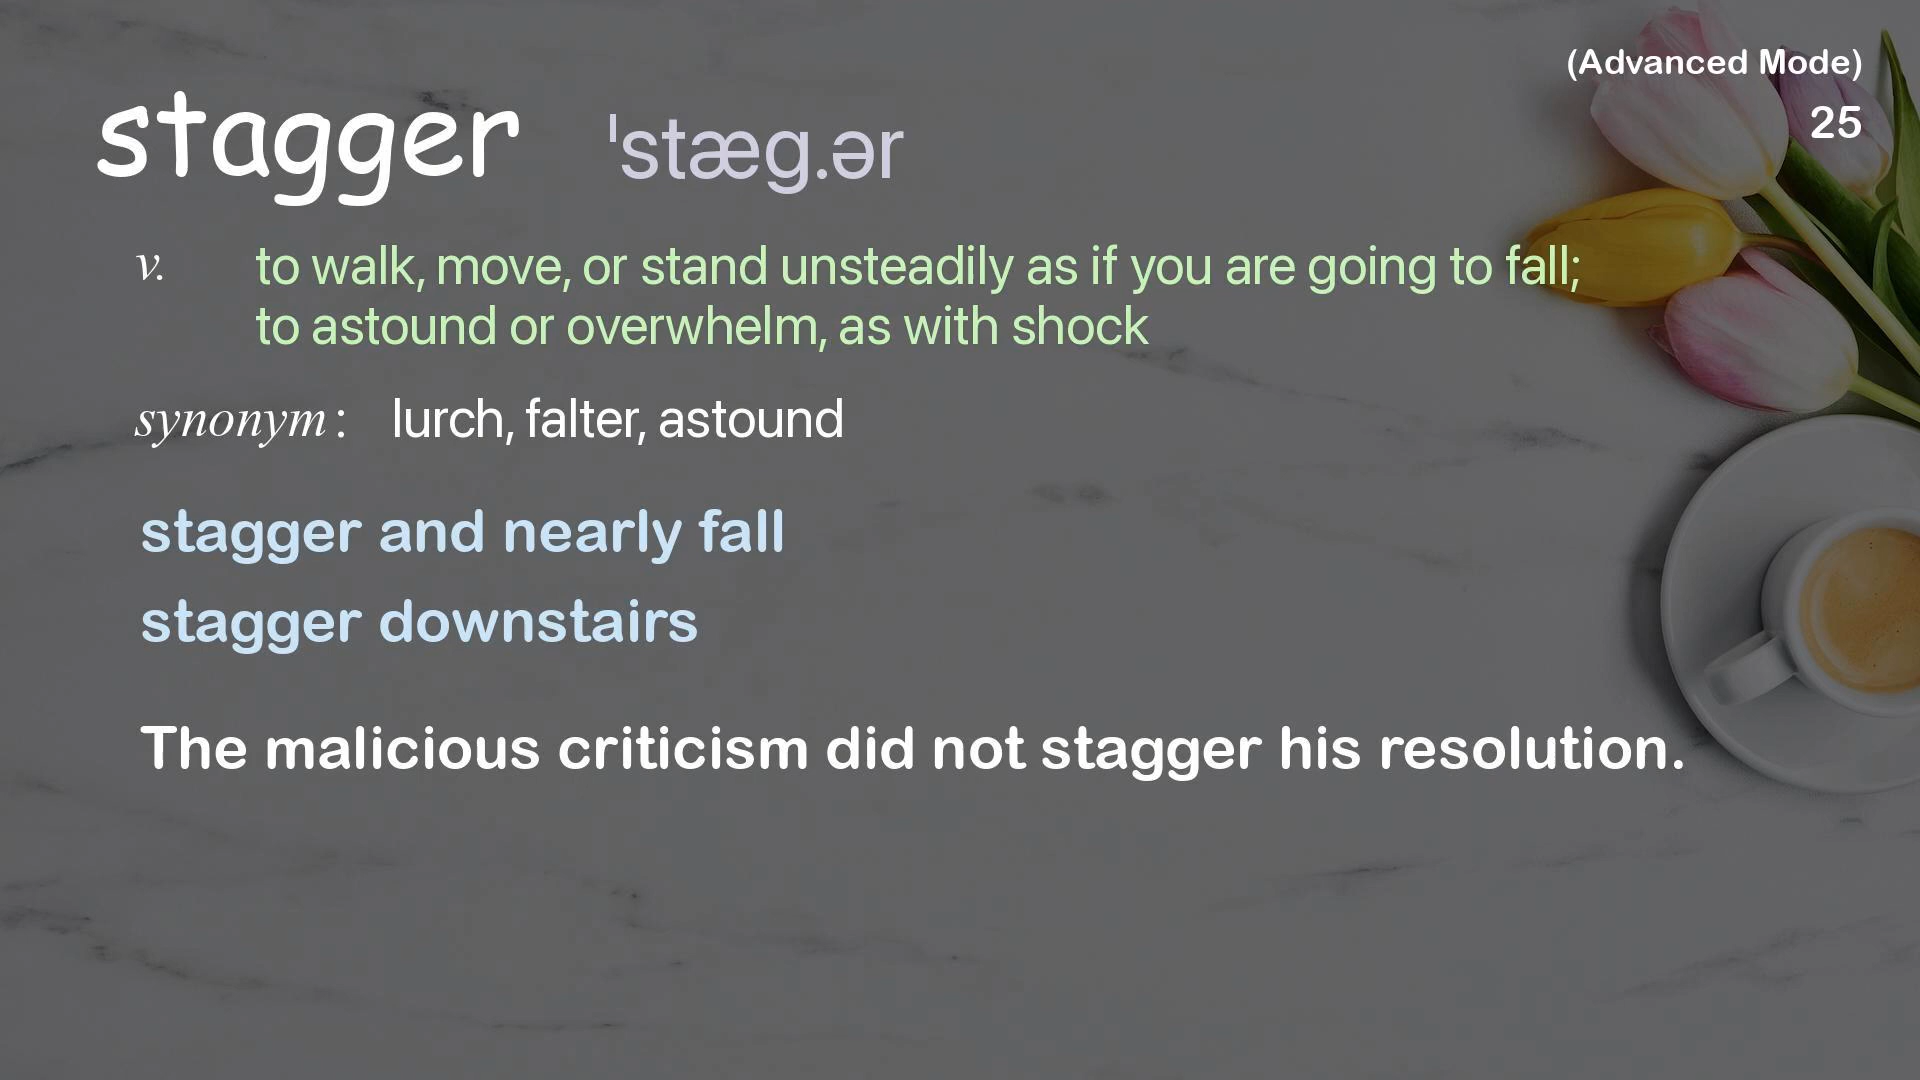 (Advanced Mode)
25
stagger ˈstæg.ər
v. to walk, move, or stand unsteadily as if you are going to fall;
to astound or overwhelm, as with shock
synonym: lurch, falter, astound
stagger and nearly fall
stagger downstairs
The malicious criticism did not stagger his resolution.